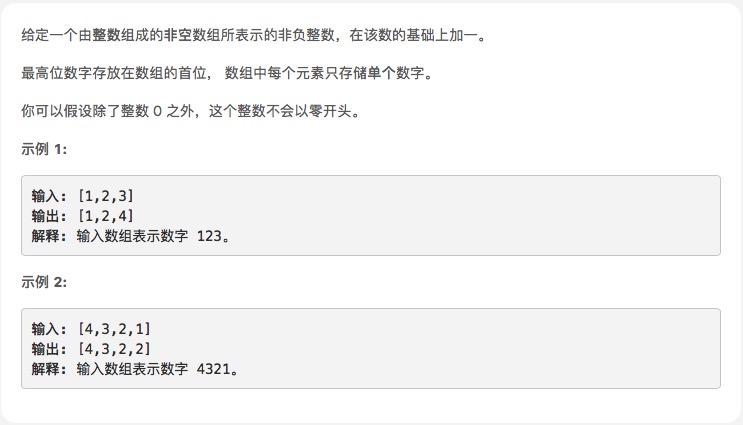 给定一个由整数组成的非空数组所表示的非负整数，在该数的基础上加一。
最高位数字存放在数组的首位， 数组中每个元素只存储单个数字。
你可以假设除了整数 0 之外，这个整数不会以零开头。
示例 1:
输入: [1,2,3]
输出: [1,2,4]
解释: 输入数组表示数字 123。
示例 2:
输入: [4,3,2,1]
输出: [4,3,2,2]
解释: 输入数组表示数字 4321。